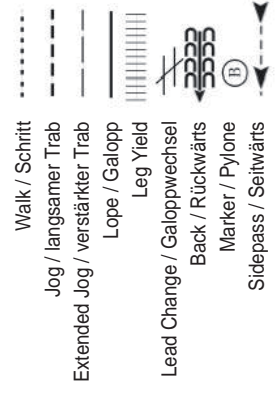 Walk / Schritt
Jog / langsamer Trab
Extended Jog / verstärkter Trab
Lope / Galopp
Leg Yield
Lead Change / Galoppwechsel
Back / Rückwärts
Marker / Pylone
B
Sidepass / Seitwärts